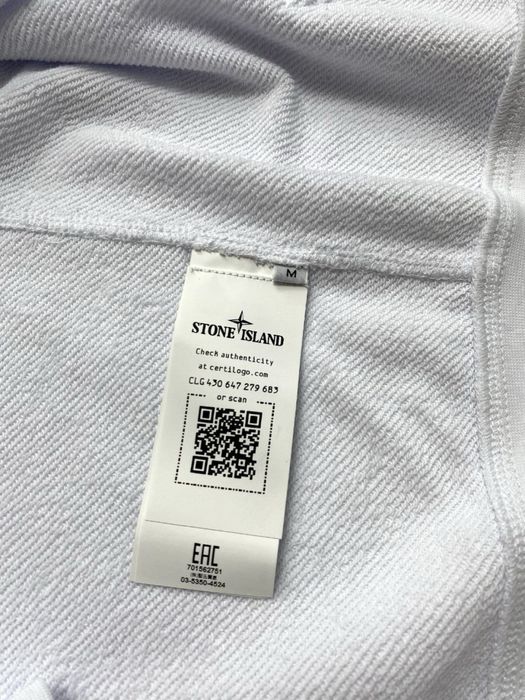 M
STONE ISLAND
Check authenticity
at certilogo.com
CLG 430 647 279 683
or scan
EAC
701562751
03-5350-4524